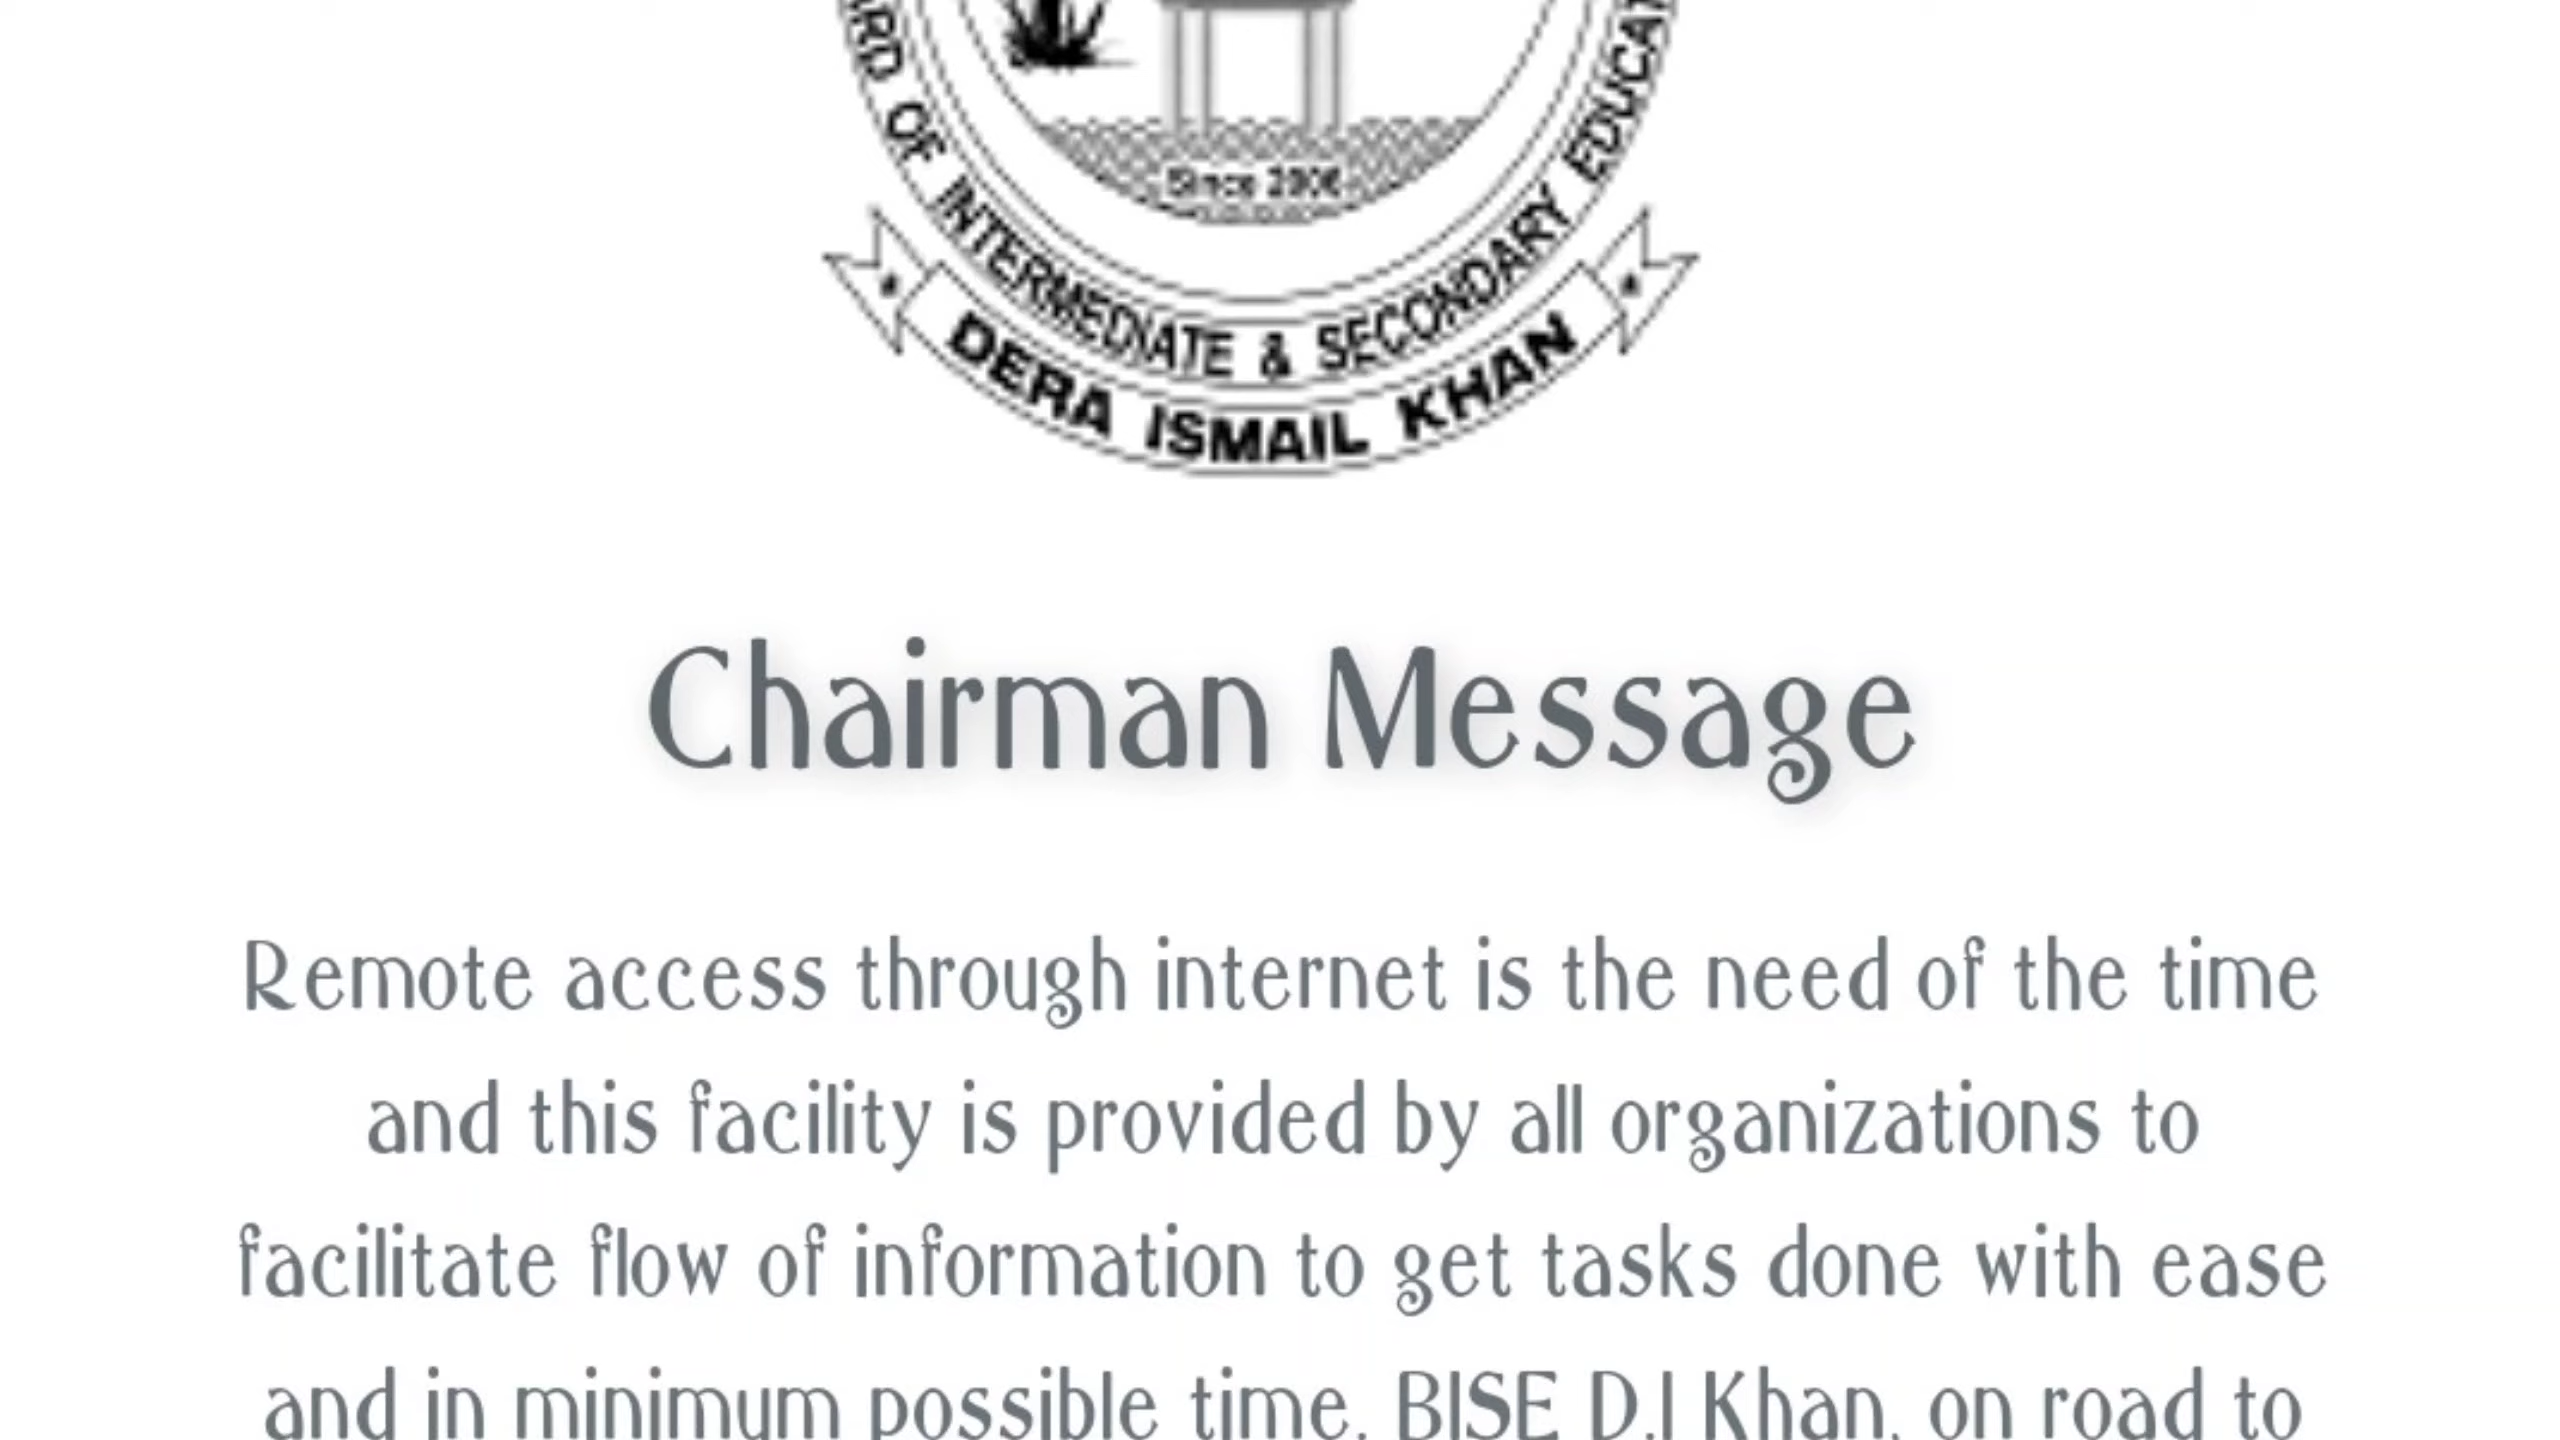 Since 2006
OF INTERMEDIATE & SECONDARY
DERA ISMAIL KHAN
Chairman Message
Remote access through internet is the need of the time
and this facility is provided by all organizations to
facilitate flow of information to get tasks done with ease
and in minimum possible time. BISE D.I Khan, on road to